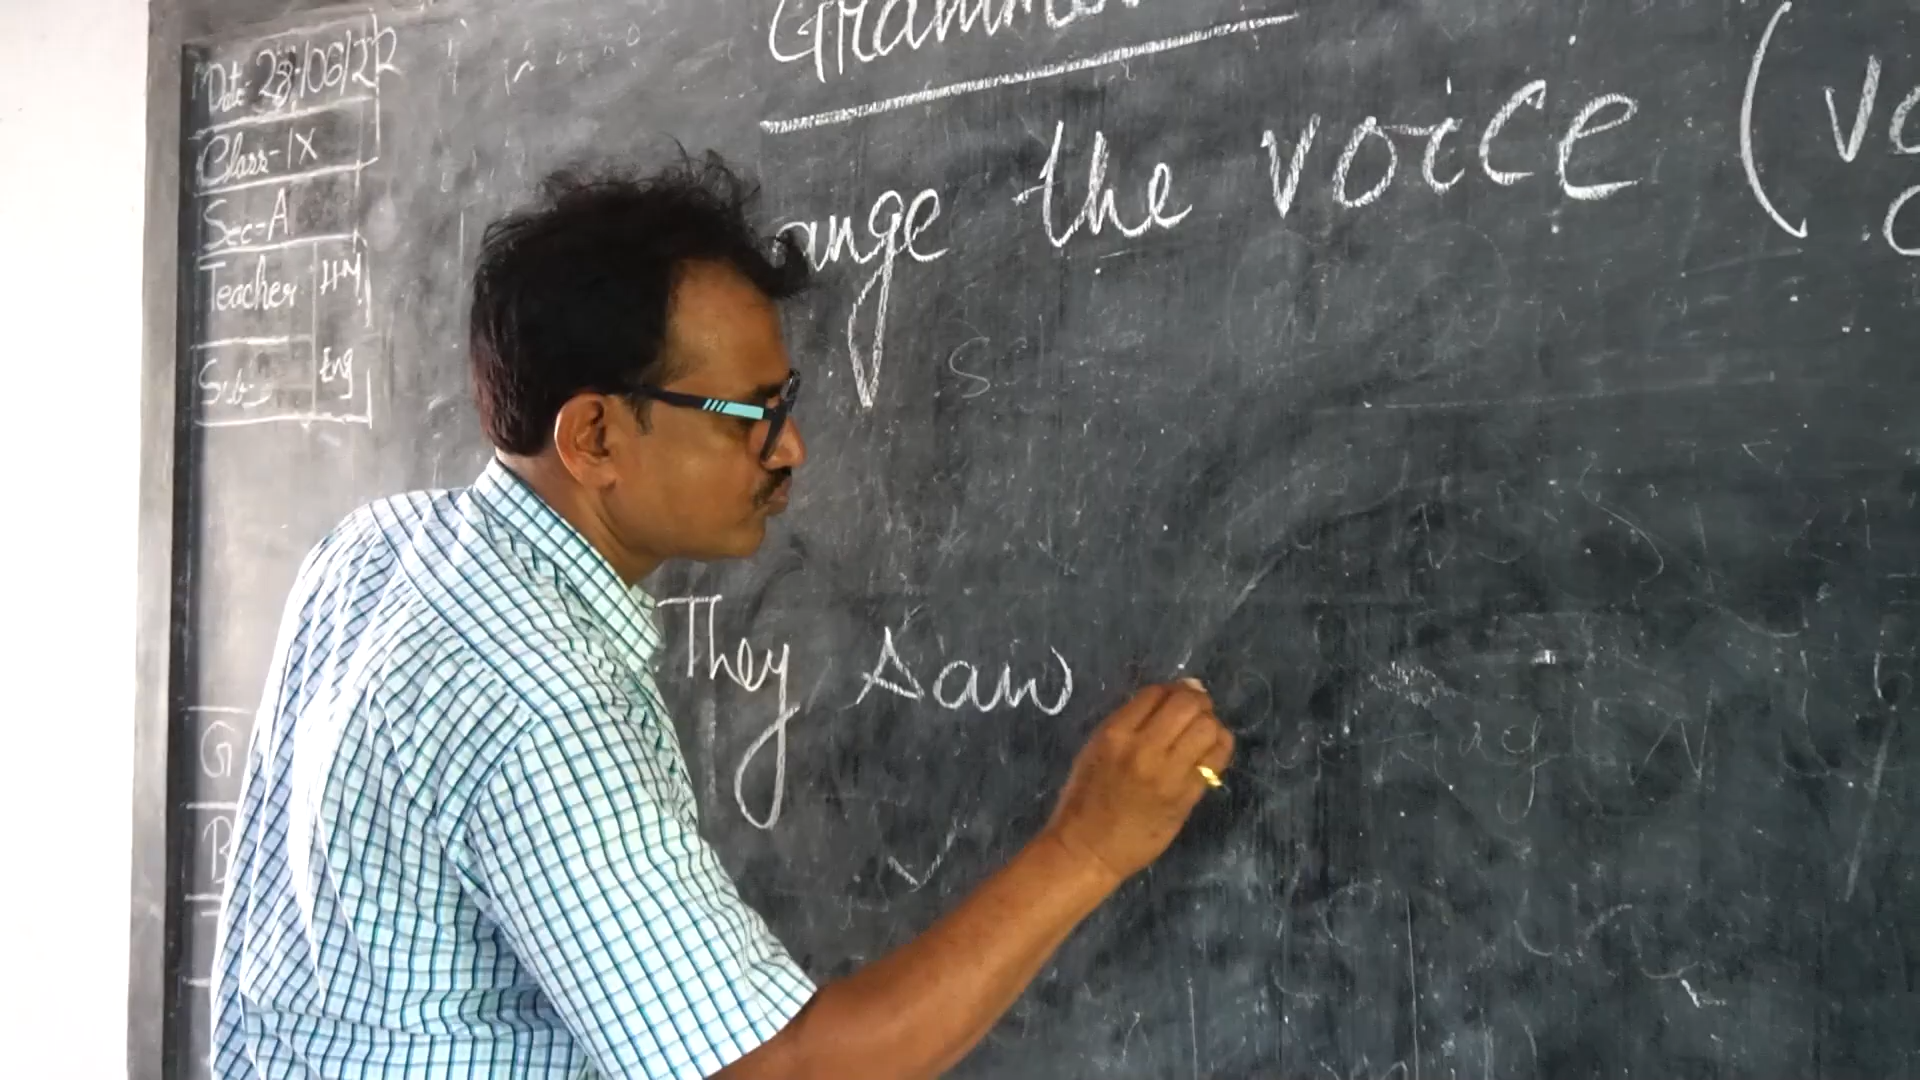 Date- 28/06/22
Class- IX
Sec-A
Teacher HM
Sub- Eng
Grammar
ange the voice (
They saw
G
B